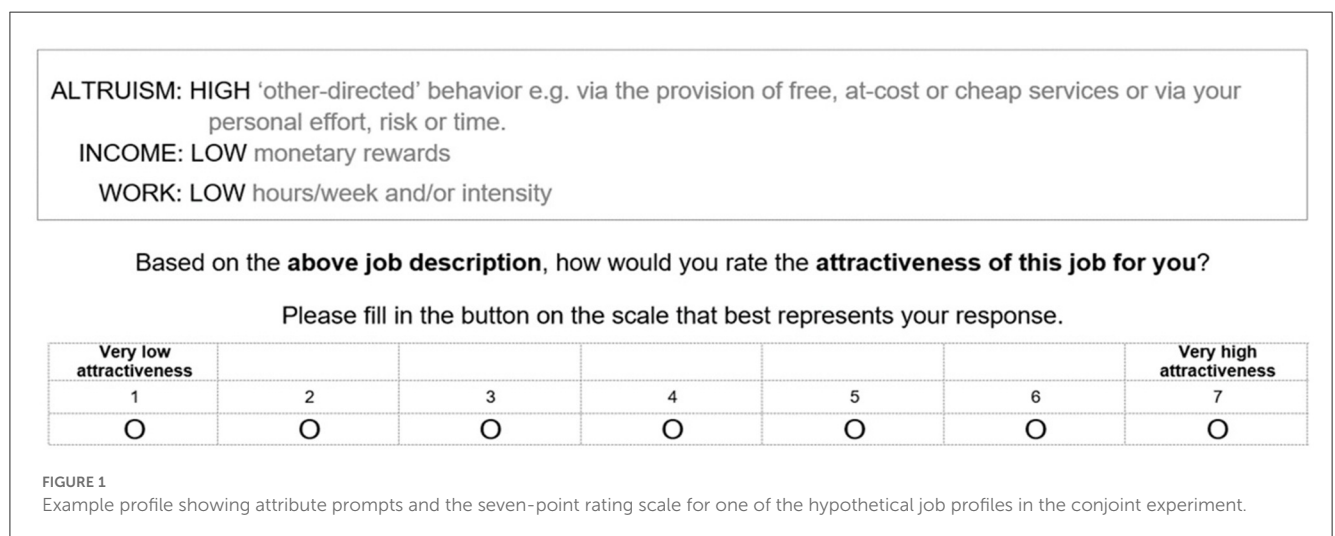 ALTRUISM: HIGH ‘other-directed’ behavior e.g. via the provision of free, at-cost or cheap services or via your
personal effort, risk or time.
INCOME: LOW monetary rewards
WORK: LOW hours/week and/or intensity
Based on the above job description, how would you rate the attractiveness of this job for you?
Please fill in the button on the scale that best represents your response.
Very low
attractiveness
Very high
attractiveness
1 2 3 4 5 6 7
O O O O O O O
FIGURE 1
Example profile showing attribute prompts and the seven-point rating scale for one of the hypothetical job profiles in the conjoint experiment.